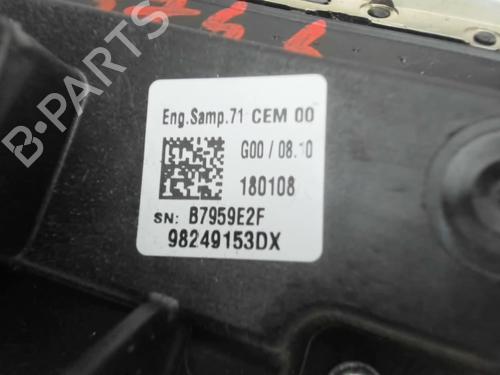 Eng.Samp.71 CEM 00
G00 / 08.10
180108
SN: B7959E2F
98249153DX
B-PARTS